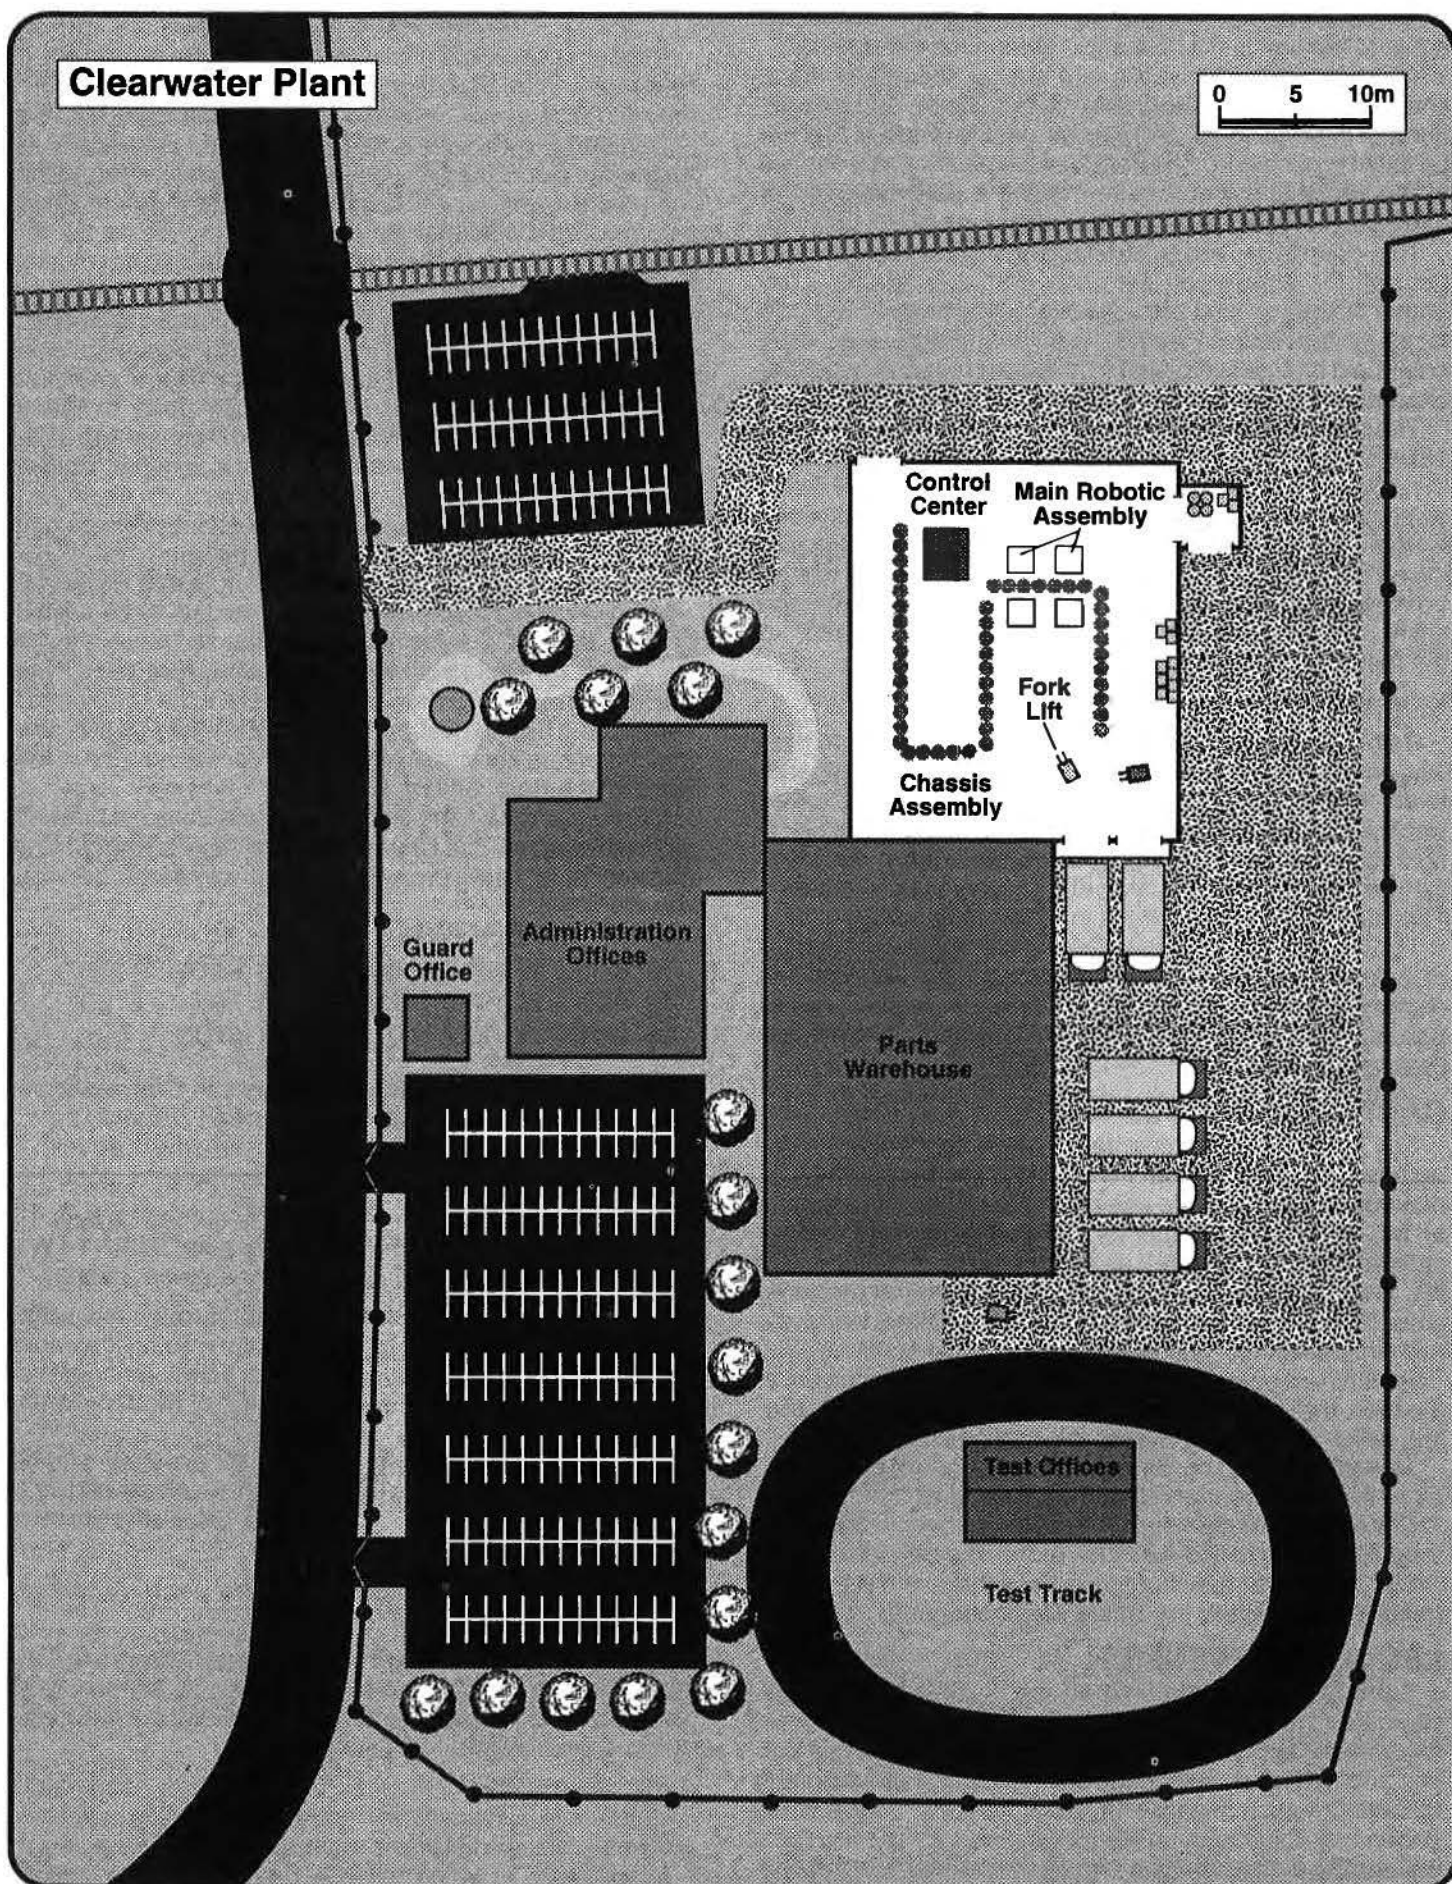 Clearwater Plant
0 5 10m
Control
Center
Main Robotic
Assembly
Fork
Lift
Chassis
Assembly
Guard
Office
Administration
Offices
Parts
Warehouse
Test Offices
Test Track